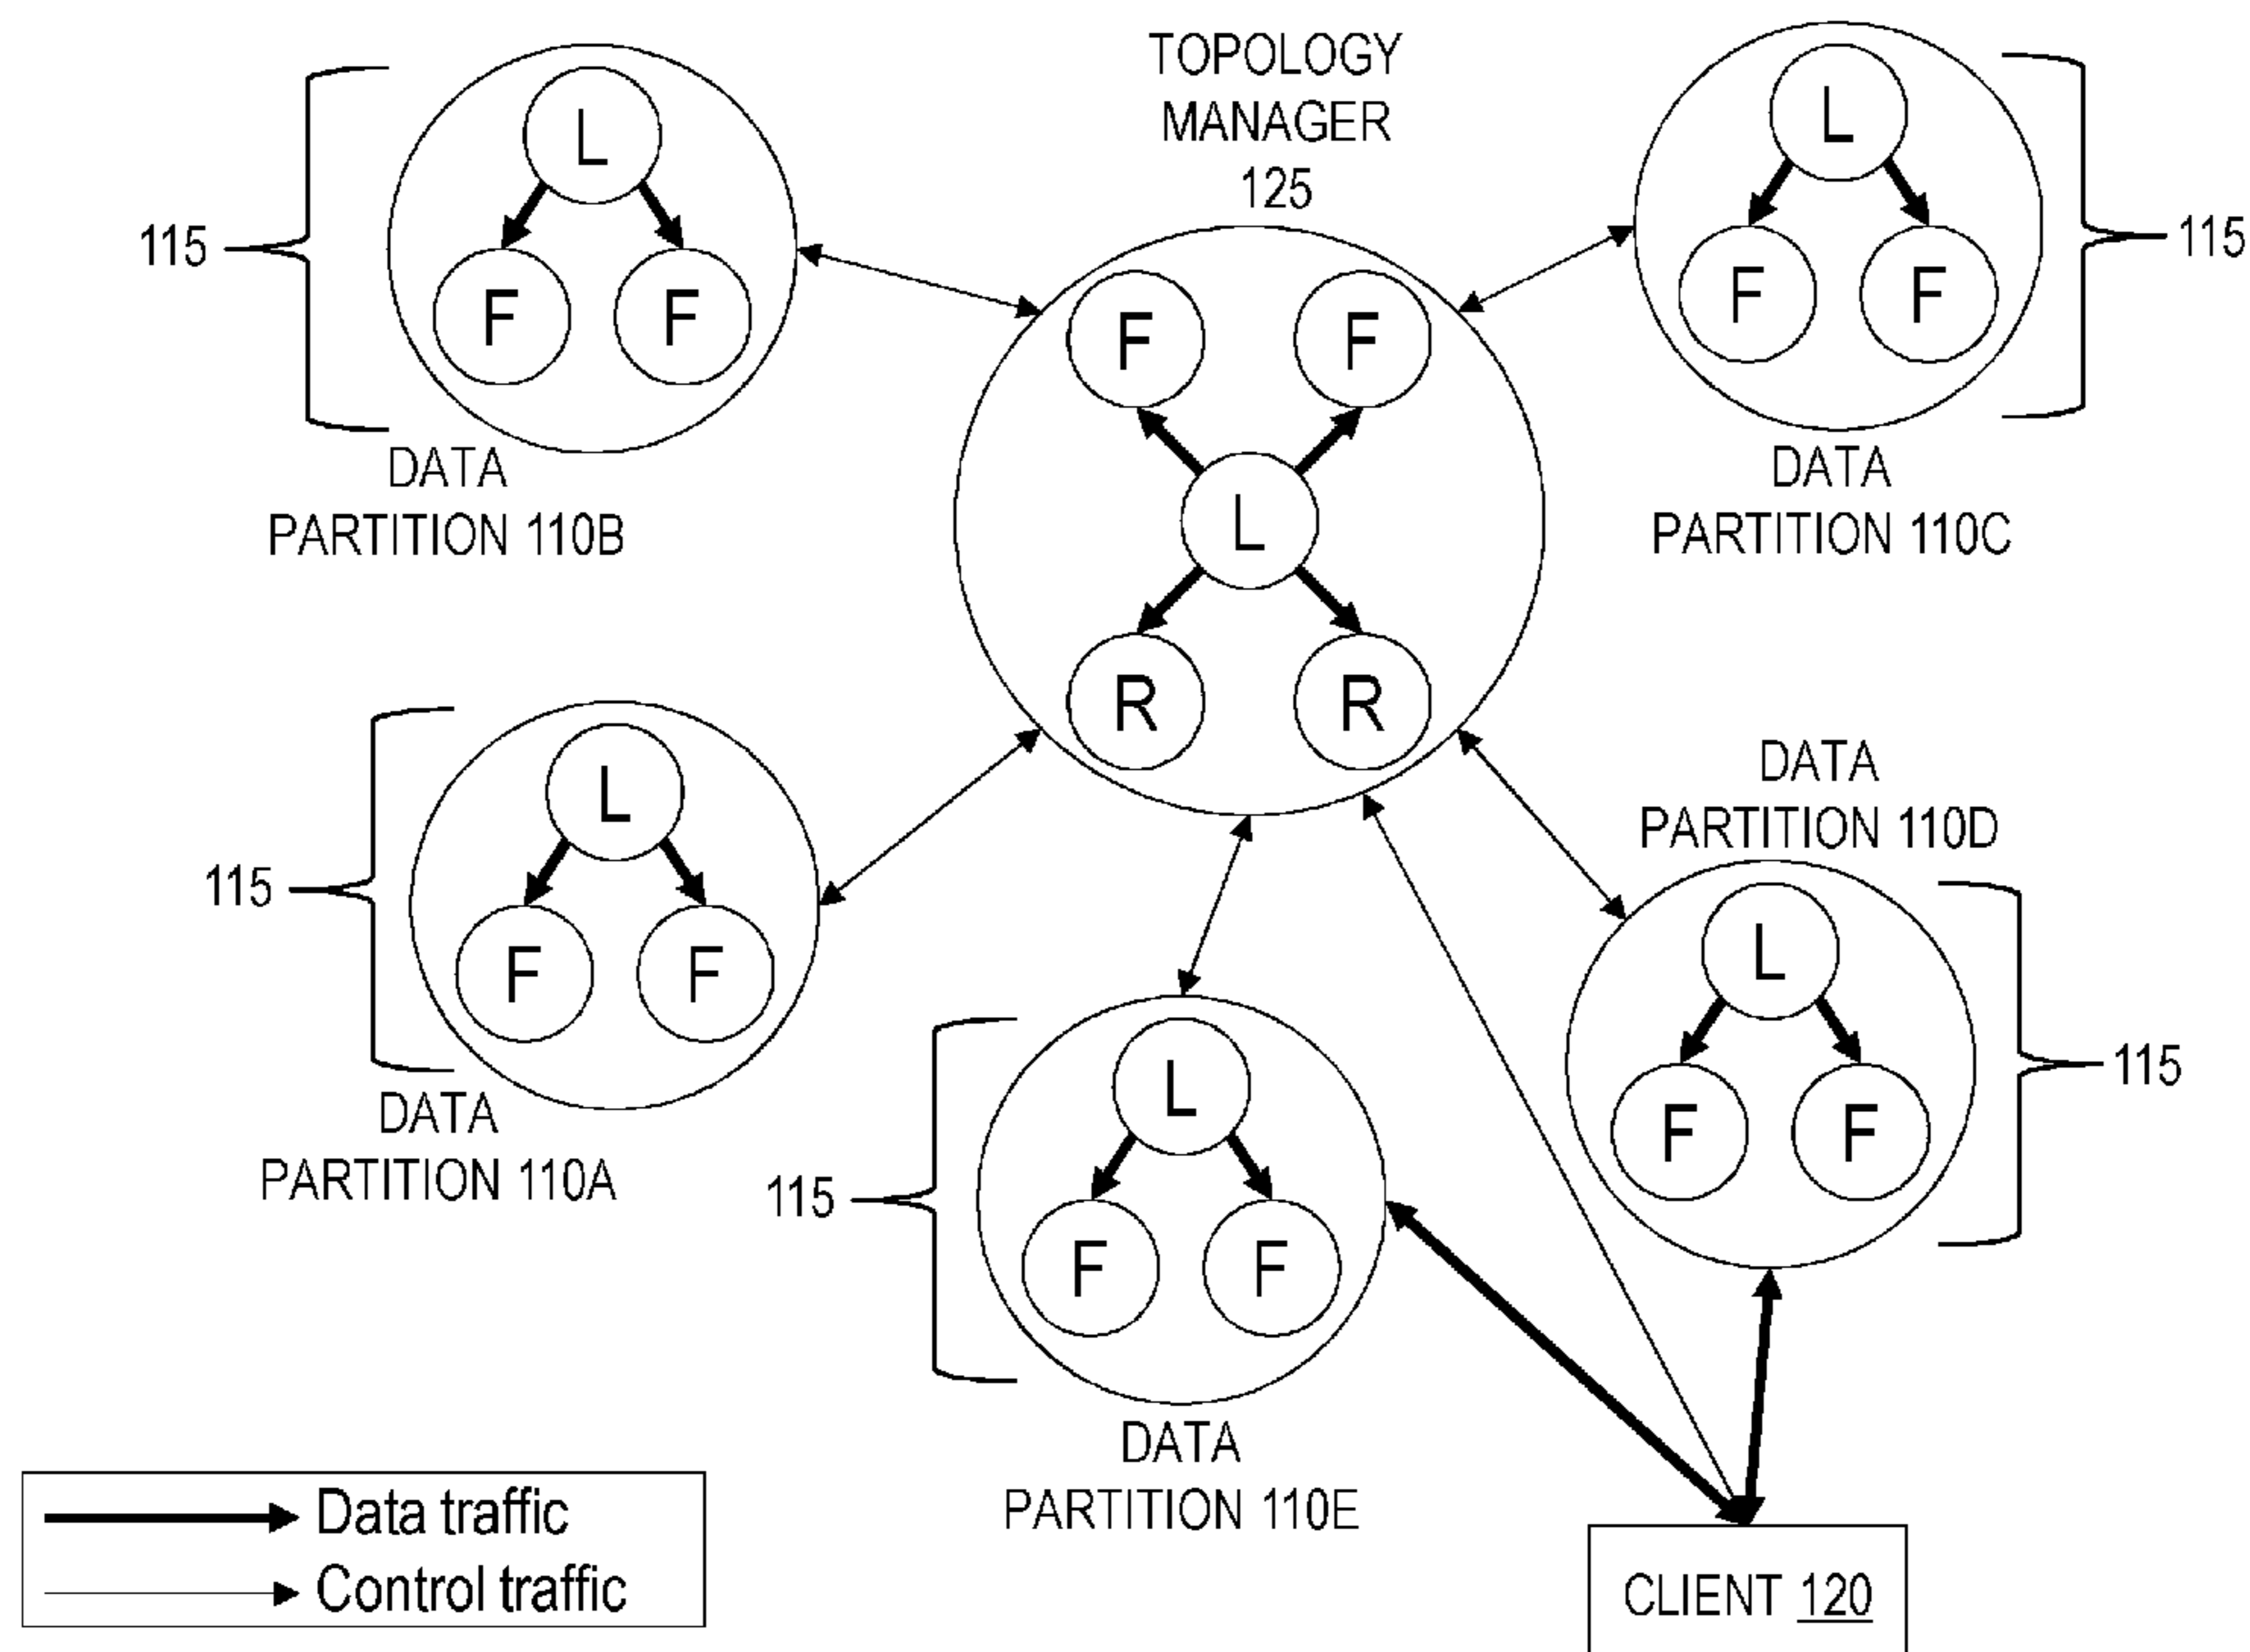 TOPOLOGY
MANAGER
125
L
F F
115
DATA
PARTITION 110B
L
F F
115
DATA
PARTITION 110C
F F
L
R R
L
F F
115
DATA
PARTITION 110A
DATA
PARTITION 110D
L
F F
115
L
F F
115
DATA
PARTITION 110E
Data traffic
Control traffic
CLIENT 120